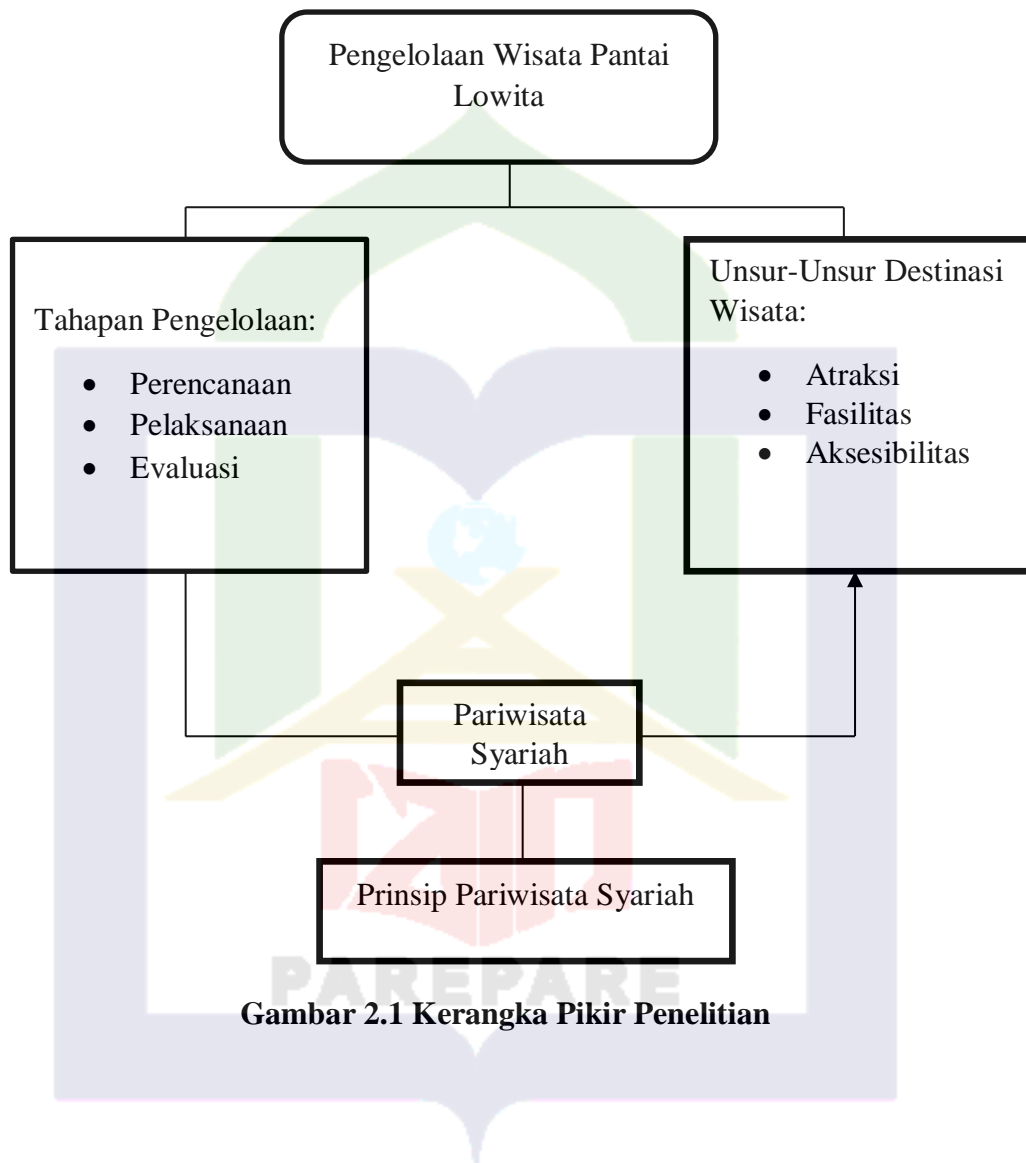 Pengelolaan Wisata Pantai
Lowita
Tahapan Pengelolaan:
• Perencanaan
• Pelaksanaan
• Evaluasi
Unsur-Unsur Destinasi
Wisata:
• Atraksi
• Fasilitas
• Aksesibilitas
Pariwisata
Syariah
Prinsip Pariwisata Syariah
PAREPARE
Gambar 2.1 Kerangka Pikir Penelitian